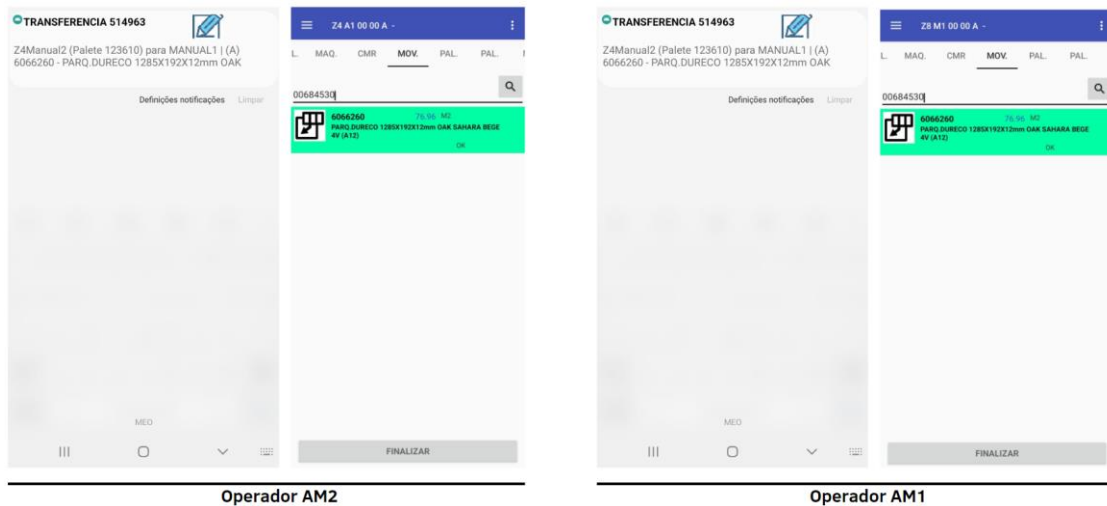 TRANSFERENCIA 514963
Z4Manual2 (Palete 123610) para MANUAL1 | (A)
6066260 - PARQ.DURECO 1285X192X12mm OAK
Definições notificações Limpar
MEO
Z4 A1 00 00 A -
L. MAQ. CMR MOV. PAL. PAL.
00684530
6066260 76.96 M2
PARQ.DURECO 1285X192X12mm OAK SAHARA BEGE
4V (A12)
OK
FINALIZAR
Operador AM2
TRANSFERENCIA 514963
Z4Manual2 (Palete 123610) para MANUAL1 | (A)
6066260 - PARQ.DURECO 1285X192X12mm OAK
Definições notificações Limpar
MEO
Z8 M1 00 00 A -
L. MAQ. CMR MOV. PAL. PAL.
00684530
6066260 76.96 M2
PARQ.DURECO 1285X192X12mm OAK SAHARA BEGE
4V (A12)
OK
FINALIZAR
Operador AM1